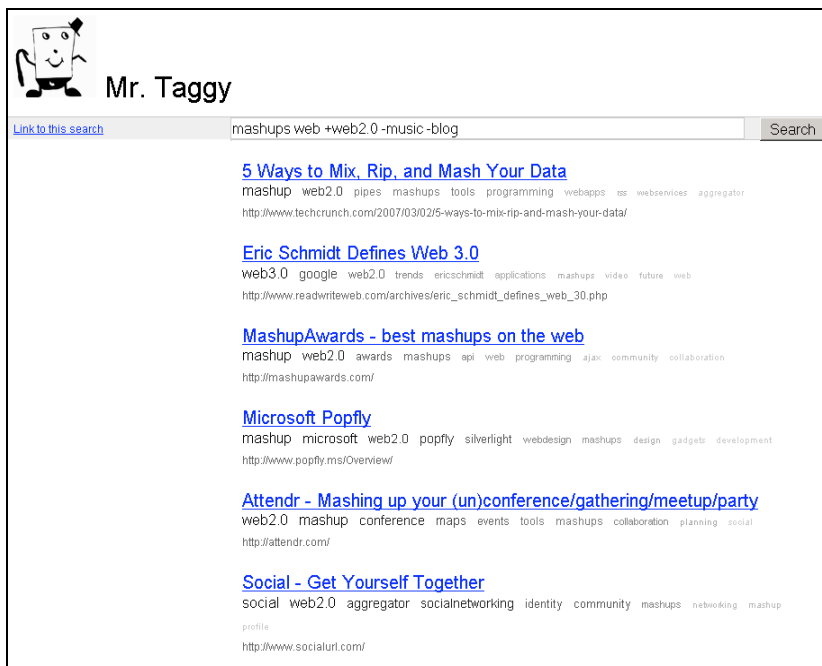 Mr. Taggy
Link to this search
mashups web +web2.0 -music -blog
Search
5 Ways to Mix, Rip, and Mash Your Data
mashup web2.0 pipes mashups tools programming webapps rss webservices aggregator
http://www.techcrunch.com/2007/03/02/5-ways-to-mix-rip-and-mash-your-data/
Eric Schmidt Defines Web 3.0
web3.0 google web2.0 trends ericschmidt applications mashups video future web
http://www.readwriteweb.com/archives/eric_schmidt_defines_web_30.php
MashupAwards - best mashups on the web
mashup web2.0 awards mashups api web programming ajax community collaboration
http://mashupawards.com/
Microsoft Popfly
mashup microsoft web2.0 popfly silverlight webdesign mashups design gadgets development
http://www.popfly.ms/Overview/
Attendr - Mashing up your (un)conference/gathering/meetup/party
web2.0 mashup conference maps events tools mashups collaboration planning social
http://attendr.com/
Social - Get Yourself Together
social web2.0 aggregator socialnetworking identity community mashups networking mashup
profile
http://www.socialurl.com/